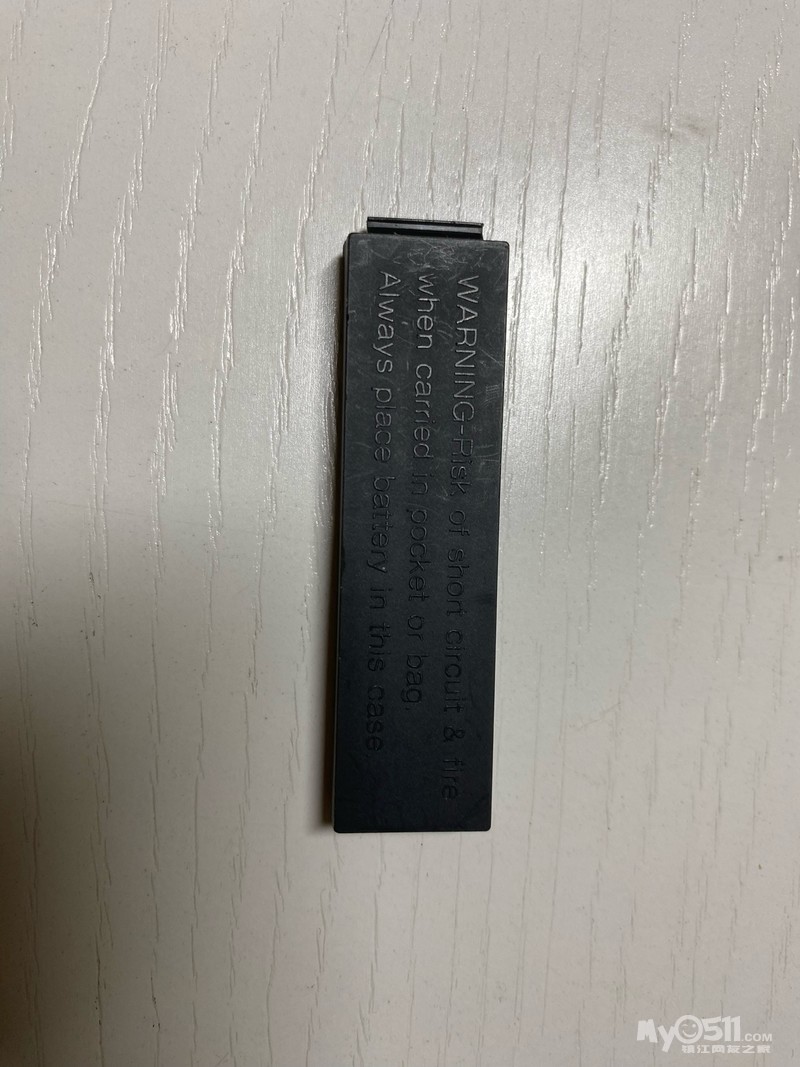 WARNING-Risk of short circuit & fire
when carried in pocket or bag.
Always place battery in this case.
MyO511.COM
镇江网友之家